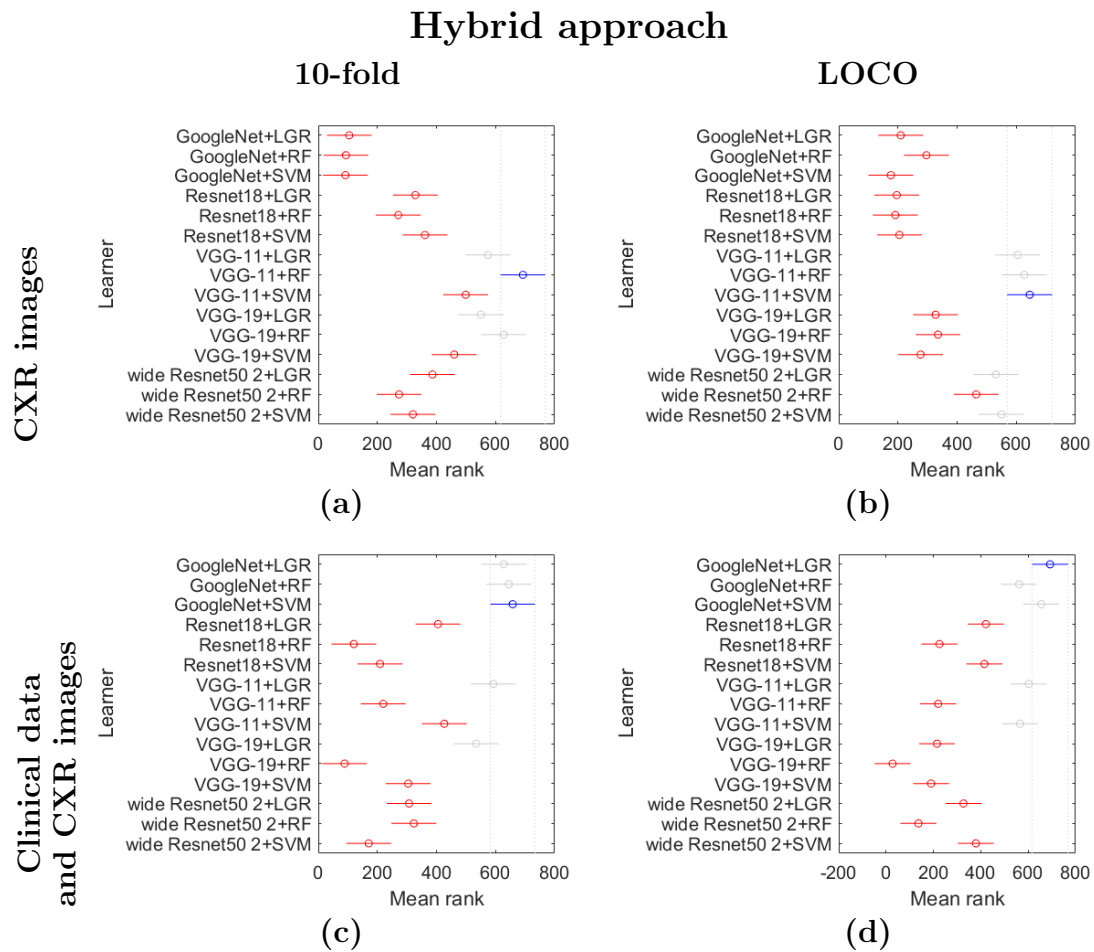 Hybrid approach
10-fold
LOCO
CXR images
Learner
GoogleNet+LGR
GoogleNet+RF
GoogleNet+SVM
Resnet18+LGR
Resnet18+RF
Resnet18+SVM
VGG-11+LGR
VGG-11+RF
VGG-11+SVM
VGG-19+LGR
VGG-19+RF
VGG-19+SVM
wide Resnet50 2+LGR
wide Resnet50 2+RF
wide Resnet50 2+SVM
0 200 400 600 800
Mean rank
(a)
Learner
GoogleNet+LGR
GoogleNet+RF
GoogleNet+SVM
Resnet18+LGR
Resnet18+RF
Resnet18+SVM
VGG-11+LGR
VGG-11+RF
VGG-11+SVM
VGG-19+LGR
VGG-19+RF
VGG-19+SVM
wide Resnet50 2+LGR
wide Resnet50 2+RF
wide Resnet50 2+SVM
0 200 400 600 800
Mean rank
(b)
Clinical data
and CXR images
Learner
GoogleNet+LGR
GoogleNet+RF
GoogleNet+SVM
Resnet18+LGR
Resnet18+RF
Resnet18+SVM
VGG-11+LGR
VGG-11+RF
VGG-11+SVM
VGG-19+LGR
VGG-19+RF
VGG-19+SVM
wide Resnet50 2+LGR
wide Resnet50 2+RF
wide Resnet50 2+SVM
0 200 400 600 800
Mean rank
(c)
Learner
GoogleNet+LGR
GoogleNet+RF
GoogleNet+SVM
Resnet18+LGR
Resnet18+RF
Resnet18+SVM
VGG-11+LGR
VGG-11+RF
VGG-11+SVM
VGG-19+LGR
VGG-19+RF
VGG-19+SVM
wide Resnet50 2+LGR
wide Resnet50 2+RF
wide Resnet50 2+SVM
-200 0 200 400 600 800
Mean rank
(d)